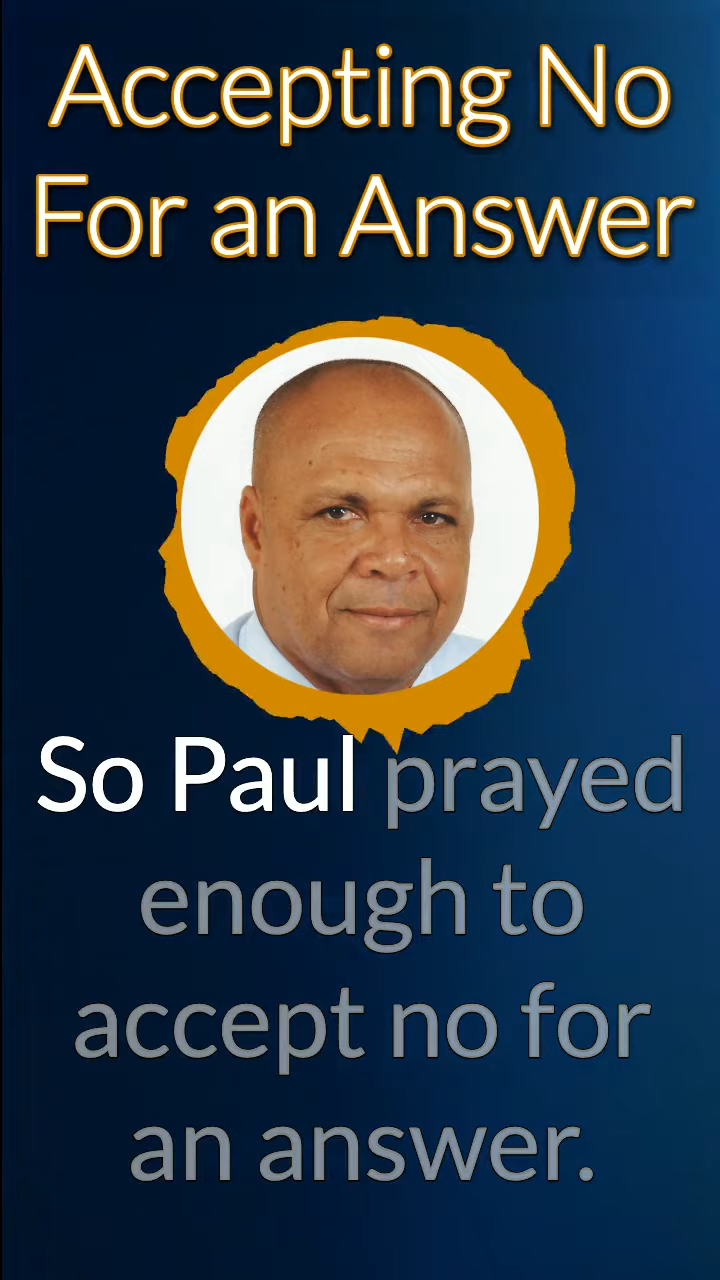 Accepting No
For an Answer
So Paul prayed
enough to
accept no for
an answer.